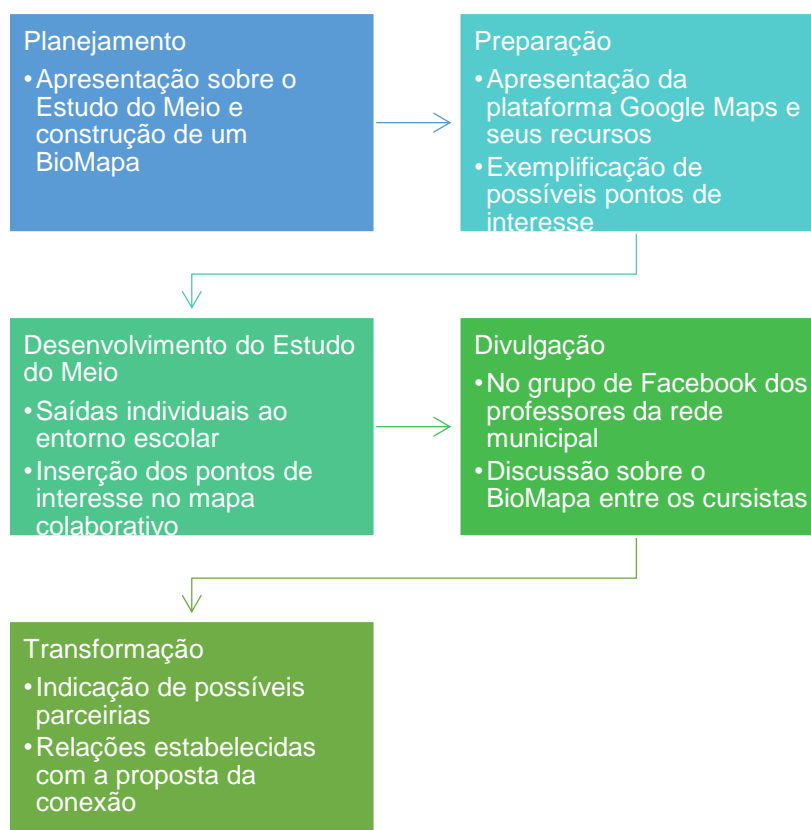 Planejamento
•Apresentação sobre o
Estudo do Meio e
construção de um
BioMapa
Preparação
•Apresentação da
plataforma Google Maps e
seus recursos
•Exemplificação de
possíveis pontos de
interesse
Desenvolvimento do Estudo
do Meio
•Saídas individuais ao
entorno escolar
•Inserção dos pontos de
interesse no mapa
colaborativo
Divulgação
•No grupo de Facebook dos
professores da rede
municipal
•Discussão sobre o
BioMapa entre os cursistas
Transformação
•Indicação de possíveis
parceirias
•Relações estabelecidas
com a proposta da
conexão